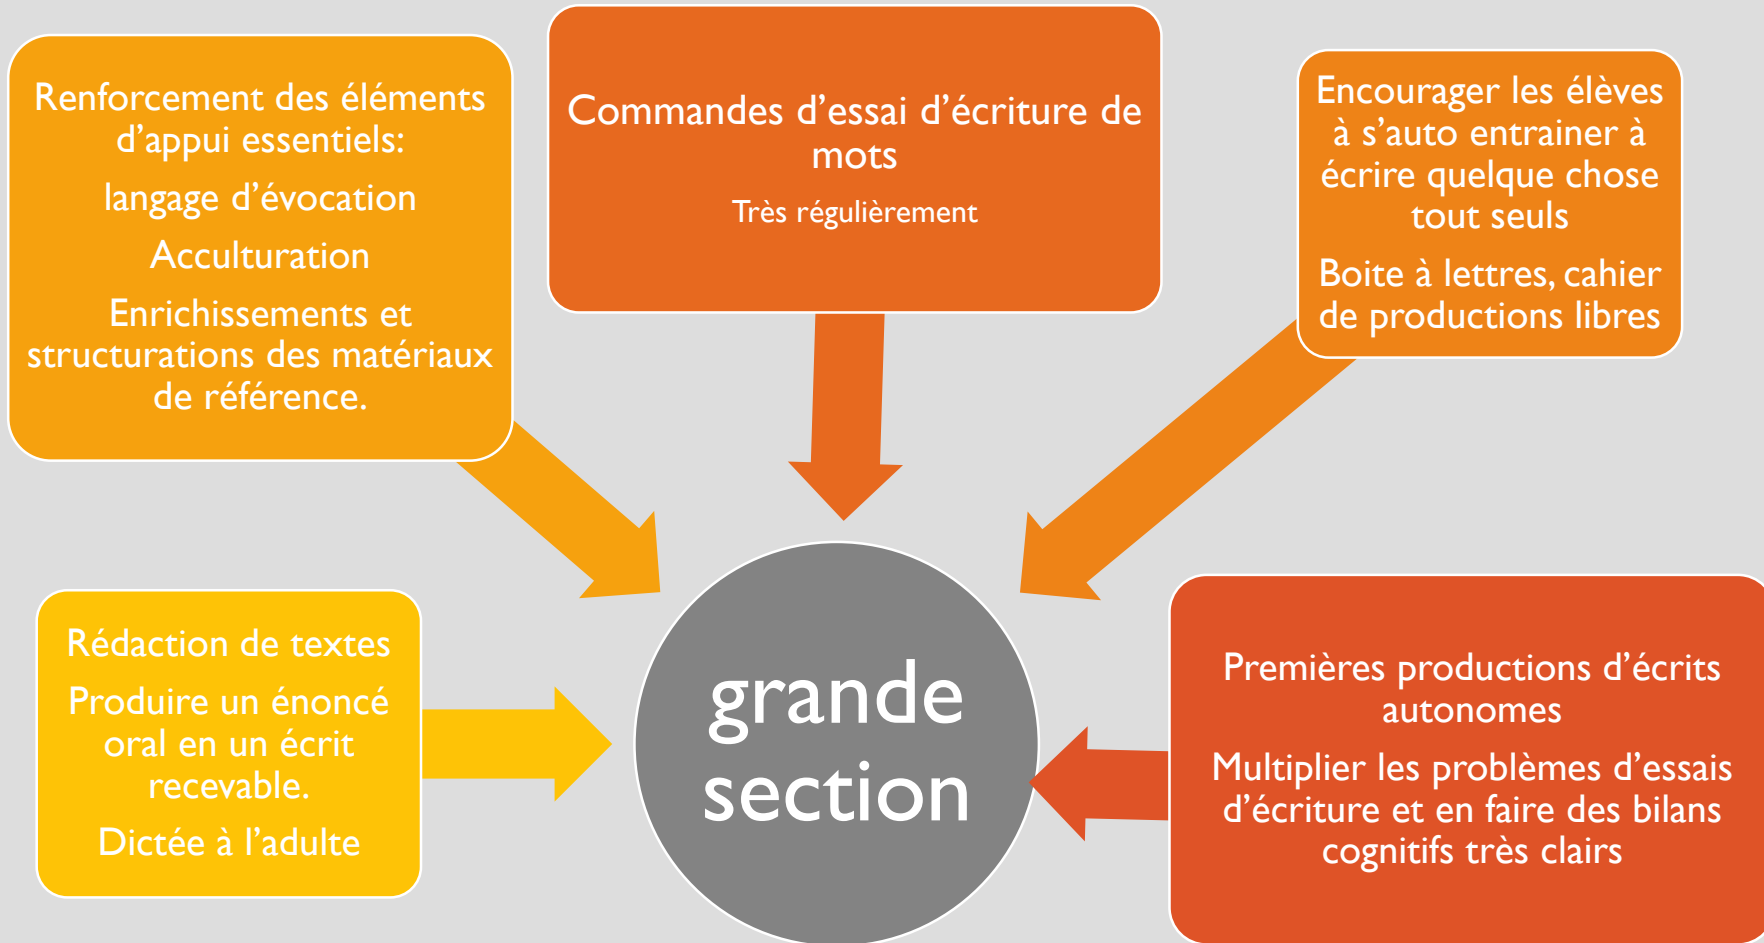 Renforcement des éléments
d’appui essentiels:
langage d’évocation
Acculturation
Enrichissements et
structurations des matériaux
de référence.
Commandes d’essai d’écriture de
mots
Très régulièrement
Encourager les élèves
à s’auto entrainer à
écrire quelque chose
tout seuls
Boite à lettres, cahier
de productions libres
Rédaction de textes
Produire un énoncé
oral en un écrit
recevable.
Dictée à l’adulte
grande
section
Premières productions d’écrits
autonomes
Multiplier les problèmes d’essais
d’écriture et en faire des bilans
cognitifs très clairs